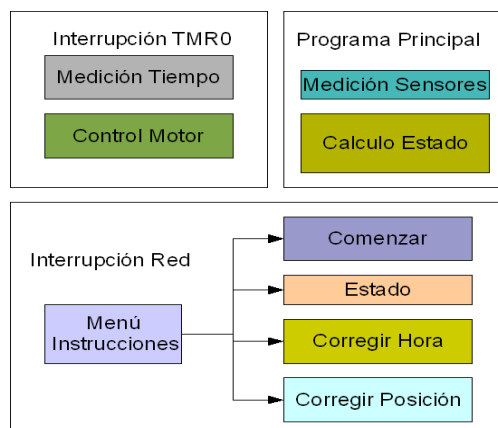 Interrupción TMR0
Medición Tiempo
Control Motor
Programa Principal
Medición Sensores
Calculo Estado
Interrupción Red
Menú
Instrucciones
Comenzar
Estado
Corregir Hora
Corregir Posición